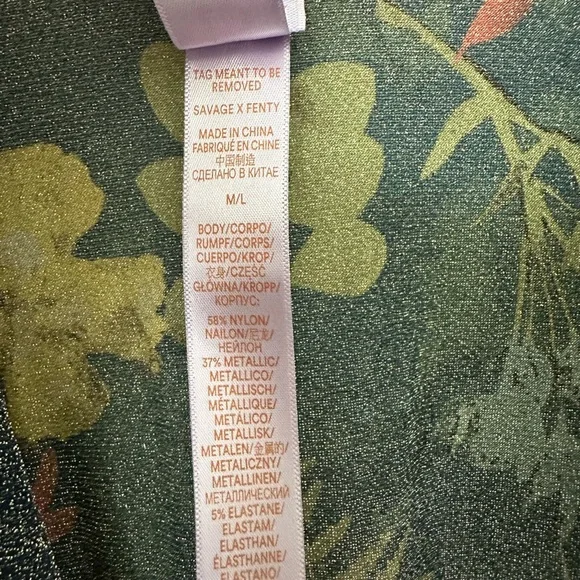 TAG MEANT TO BE
REMOVED
SAVAGE X FENTY
MADE IN CHINA
FABRIQUÉ EN CHINE
中国制造
СДЕЛАНО В КИТАЕ
M/L
BODY/CORPO/
RUMPF/CORPS/
CUERPO/KROP/
衣身/CZĘŚĆ
GŁÓWNA/KROPP/
КОРПУС:
58% NYLON/
NAILON/尼龙/
НЕЙЛОН
37% METALLIC/
METALLICO/
METALLISCH/
MÉTALLIQUE/
METÁLICO/
METALLISK/
METALEN/金属的/
METALICZNY/
METALLINEN/
МЕТАЛЛИЧЕСКИЙ
5% ELASTANE/
ELASTAM/
ELASTHAN/
ÉLASTHANNE/
ELASTANO/